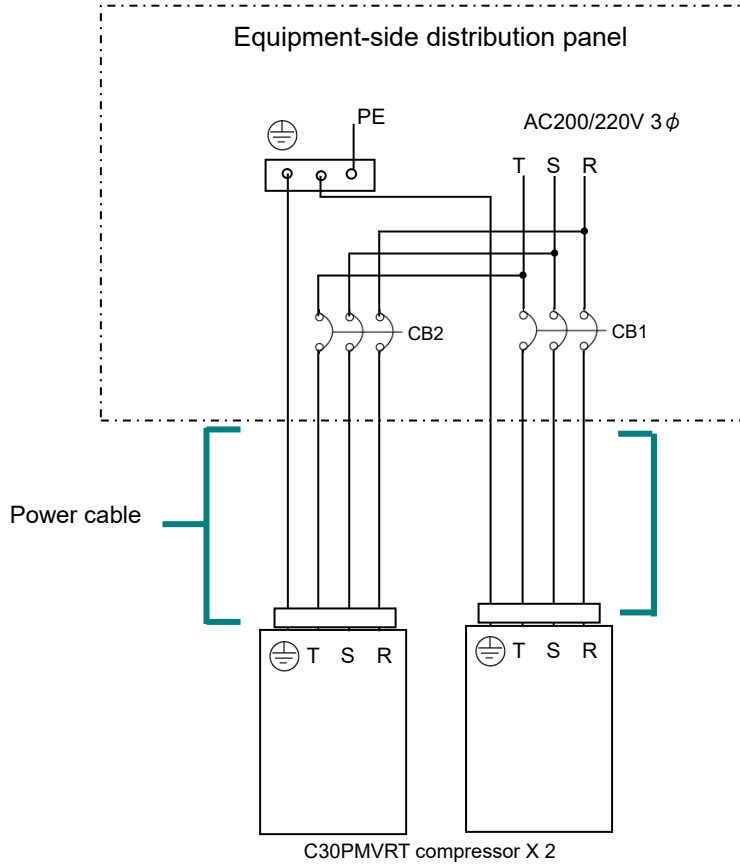 Equipment-side distribution panel
PE
AC200/220V 3φ
T S R
CB2
CB1
Power cable
T S R
T S R
C30PMVRT compressor X 2